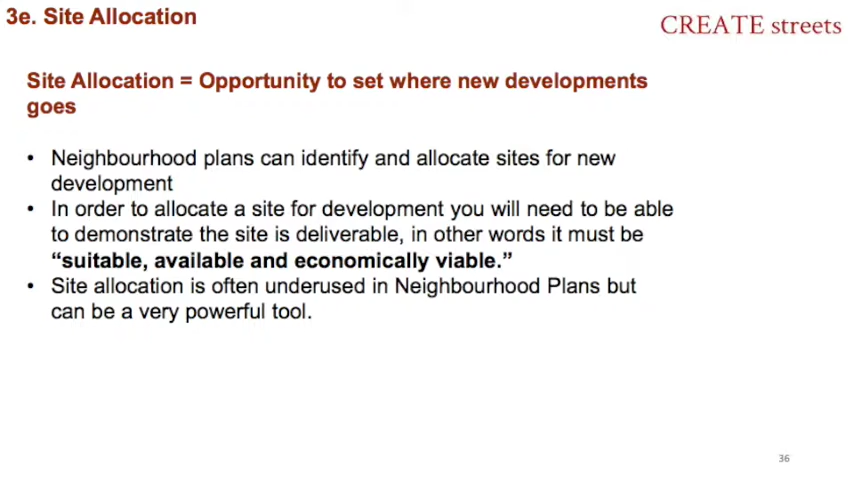 3e. Site Allocation
CREATE streets
Site Allocation = Opportunity to set where new developments
goes
• Neighbourhood plans can identify and allocate sites for new
development
• In order to allocate a site for development you will need to be able
to demonstrate the site is deliverable, in other words it must be
“suitable, available and economically viable.”
• Site allocation is often underused in Neighbourhood Plans but
can be a very powerful tool.
36